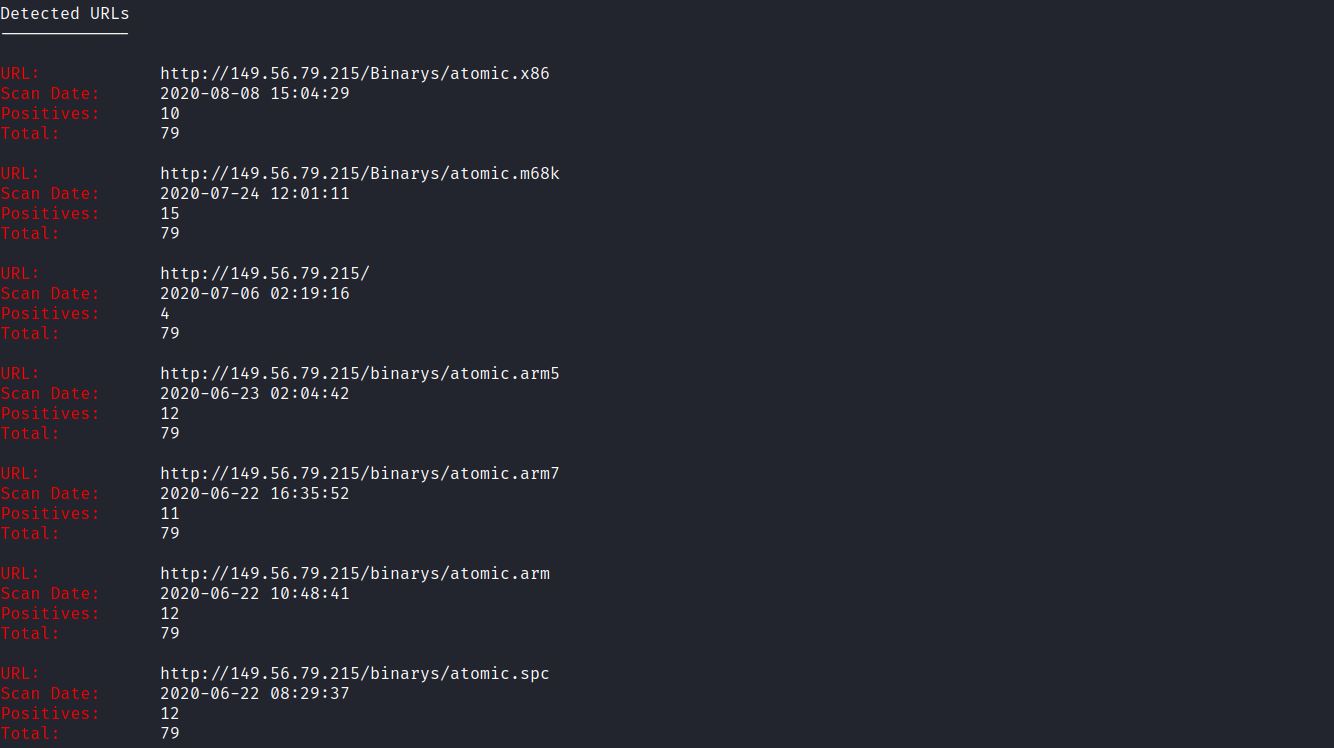 Detected URLs
URL: http://149.56.79.215/Binarys/atomic.x86
Scan Date: 2020-08-08 15:04:29
Positives: 10
Total: 79
URL: http://149.56.79.215/Binarys/atomic.m68k
Scan Date: 2020-07-24 12:01:11
Positives: 15
Total: 79
URL: http://149.56.79.215/
Scan Date: 2020-07-06 02:19:16
Positives: 4
Total: 79
URL: http://149.56.79.215/binarys/atomic.arm5
Scan Date: 2020-06-23 02:04:42
Positives: 12
Total: 79
URL: http://149.56.79.215/binarys/atomic.arm7
Scan Date: 2020-06-22 16:35:52
Positives: 11
Total: 79
URL: http://149.56.79.215/binarys/atomic.arm
Scan Date: 2020-06-22 10:48:41
Positives: 12
Total: 79
URL: http://149.56.79.215/binarys/atomic.spc
Scan Date: 2020-06-22 08:29:37
Positives: 12
Total: 79